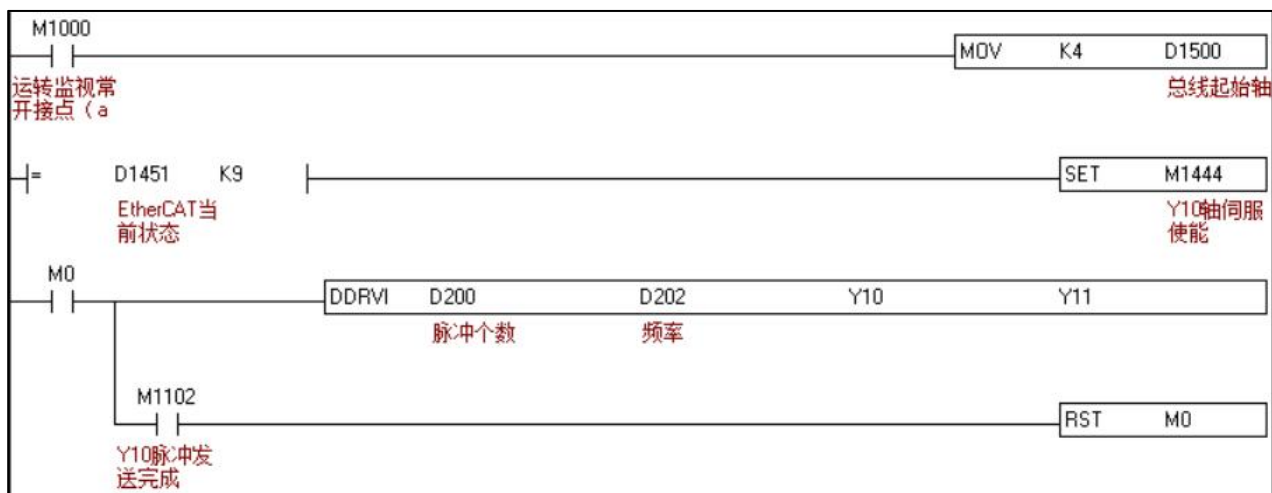 M1000
MOV K4 D1500
运转监视常
开接点（a
总线起始轴
= D1451 K9
SET M1444
EtherCAT当
前状态
Y10轴伺服
使能
M0
DDRVI D200 D202 Y10 Y11
脉冲个数 频率
M1102
RST M0
Y10脉冲发
送完成